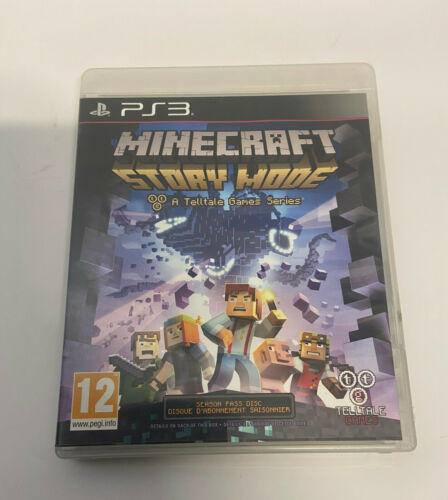 PS3
MINECRAFT
STORY MODE
A Telltale Games Series
SEASON PASS DISC
DISQUE D'ABONNEMENT SAISONNIER
12
www.pegi.info
ttg
TELLTALE
GAMES